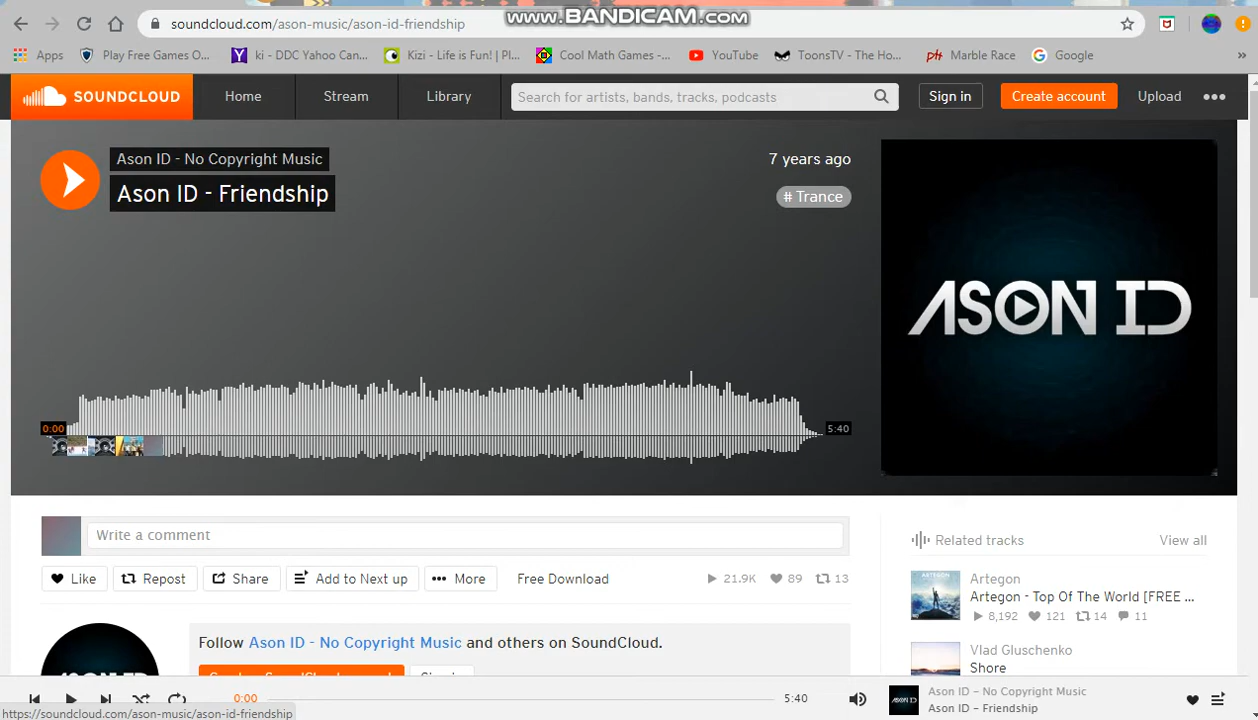 soundcloud.com/ason-music/ason-id-friendship
www.BANDICAM.com
Apps
Play Free Games O...
ki - DDC Yahoo Can...
Kizi - Life is Fun! | Pl...
Cool Math Games -...
YouTube
ToonsTV - The Ho...
pth Marble Race
Google
»
SOUNDCLOUD
Home
Stream
Library
Search for artists, bands, tracks, podcasts
Sign in
Create account
Upload
Ason ID - No Copyright Music
Ason ID - Friendship
7 years ago
# Trance
ASON ID
0:00
5:40
Write a comment
Like
Repost
Share
Add to Next up
More
Free Download
21.9K
89
13
Related tracks
View all
Artegon
Artegon - Top Of The World [FREE ...
8,192 121 14 11
Vlad Gluschenko
Shore
Follow Ason ID - No Copyright Music and others on SoundCloud.
0:00
5:40
Ason ID – No Copyright Music
Ason ID – Friendship
https://soundcloud.com/ason-music/ason-id-friendship